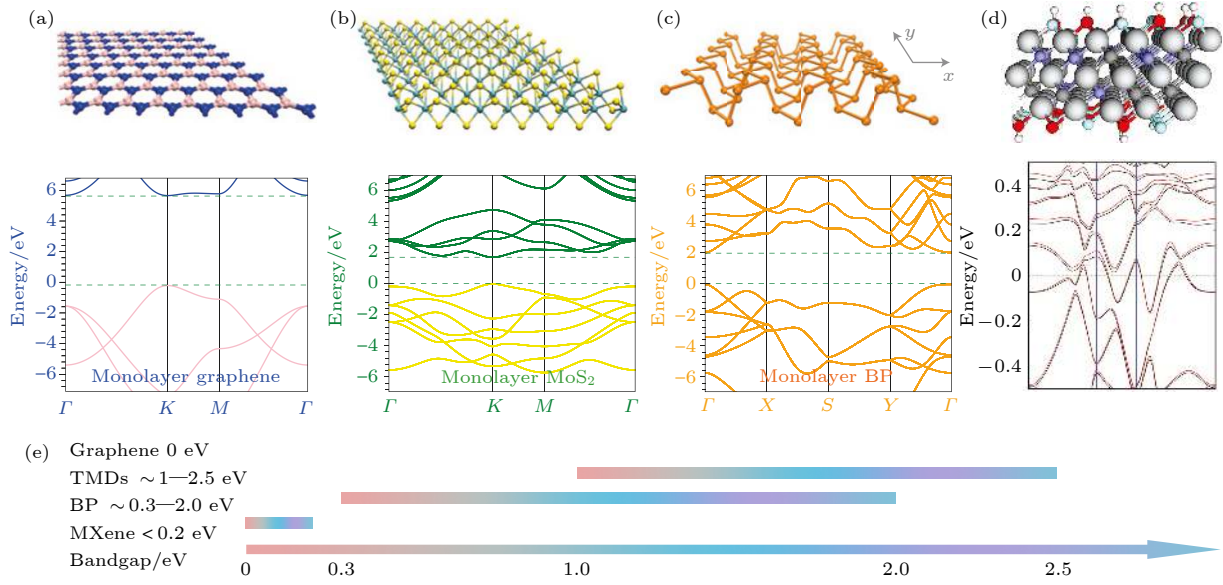 (a)
(b)
(c)
(d)
y
x
Energy/eV
6
4
2
0
−2
−4
−6
Monolayer graphene
Γ K M Γ
Energy/eV
6
4
2
0
−2
−4
−6
Monolayer MoS₂
Γ K M Γ
Energy/eV
6
4
2
0
−2
−4
−6
Monolayer BP
Γ X S Y Γ
Energy/eV
0.4
0.2
0
−0.2
−0.4
(e)
Graphene 0 eV
TMDs ∼1—2.5 eV
BP ∼0.3—2.0 eV
MXene <0.2 eV
Bandgap/eV
0 0.3 1.0 2.0 2.5